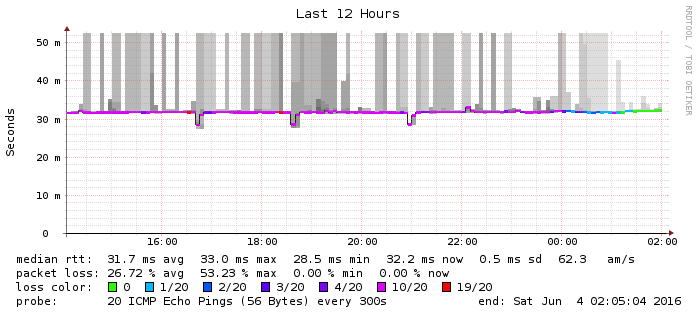 Last 12 Hours
RRDTOOL / TOBI OETIKER
Seconds
50 m
40 m
30 m
20 m
10 m
0
16:00 18:00 20:00 22:00 00:00 02:00
median rtt: 31.7 ms avg 33.0 ms max 28.5 ms min 32.2 ms now 0.5 ms sd 62.3 am/s
packet loss: 26.72 % avg 53.23 % max 0.00 % min 0.00 % now
loss color: 0 1/20 2/20 3/20 4/20 10/20 19/20
probe: 20 ICMP Echo Pings (56 Bytes) every 300s end: Sat Jun 4 02:05:04 2016